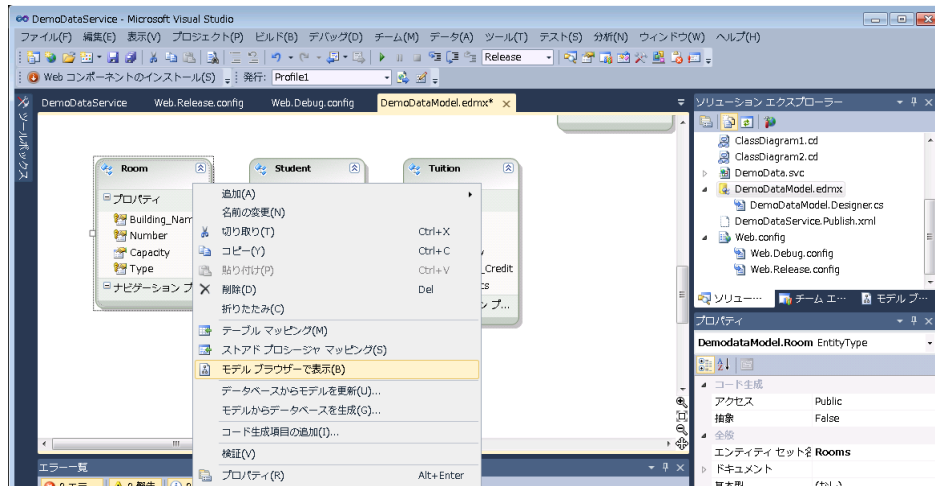 DemoDataService - Microsoft Visual Studio
ファイル(F) 編集(E) 表示(V) プロジェクト(P) ビルド(B) デバッグ(D) チーム(M) データ(A) ツール(T) テスト(S) 分析(N) ウィンドウ(W) ヘルプ(H)
Release
Web コンポーネントのインストール(S) 発行: Profile1
DemoDataService Web.Release.config Web.Debug.config DemoDataModel.edmx*
ツールボックス
Room
プロパティ
Building_Nam
Number
Capacity
Type
ナビゲーション プ
Student
Tuition
_Credit
ン プ...
追加(A)
名前の変更(N)
切り取り(T) Ctrl+X
コピー(Y) Ctrl+C
貼り付け(P) Ctrl+V
削除(D) Del
折りたたみ(C)
テーブル マッピング(M)
ストアド プロシージャ マッピング(S)
モデル ブラウザーで表示(B)
データベースからモデルを更新(U)...
モデルからデータベースを生成(G)...
コード生成項目の追加(I)...
検証(V)
プロパティ(R) Alt+Enter
エラー一覧
ソリューション エクスプローラー
ClassDiagram1.cd
ClassDiagram2.cd
DemoData.svc
DemoDataModel.edmx
DemoDataModel.Designer.cs
DemoDataService.Publish.xml
Web.config
Web.Debug.config
Web.Release.config
ソリュー... チーム エ... モデル ブ...
プロパティ
DemodataModel.Room EntityType
コード生成
アクセス Public
抽象 False
全般
エンティティ セット名 Rooms
ドキュメント